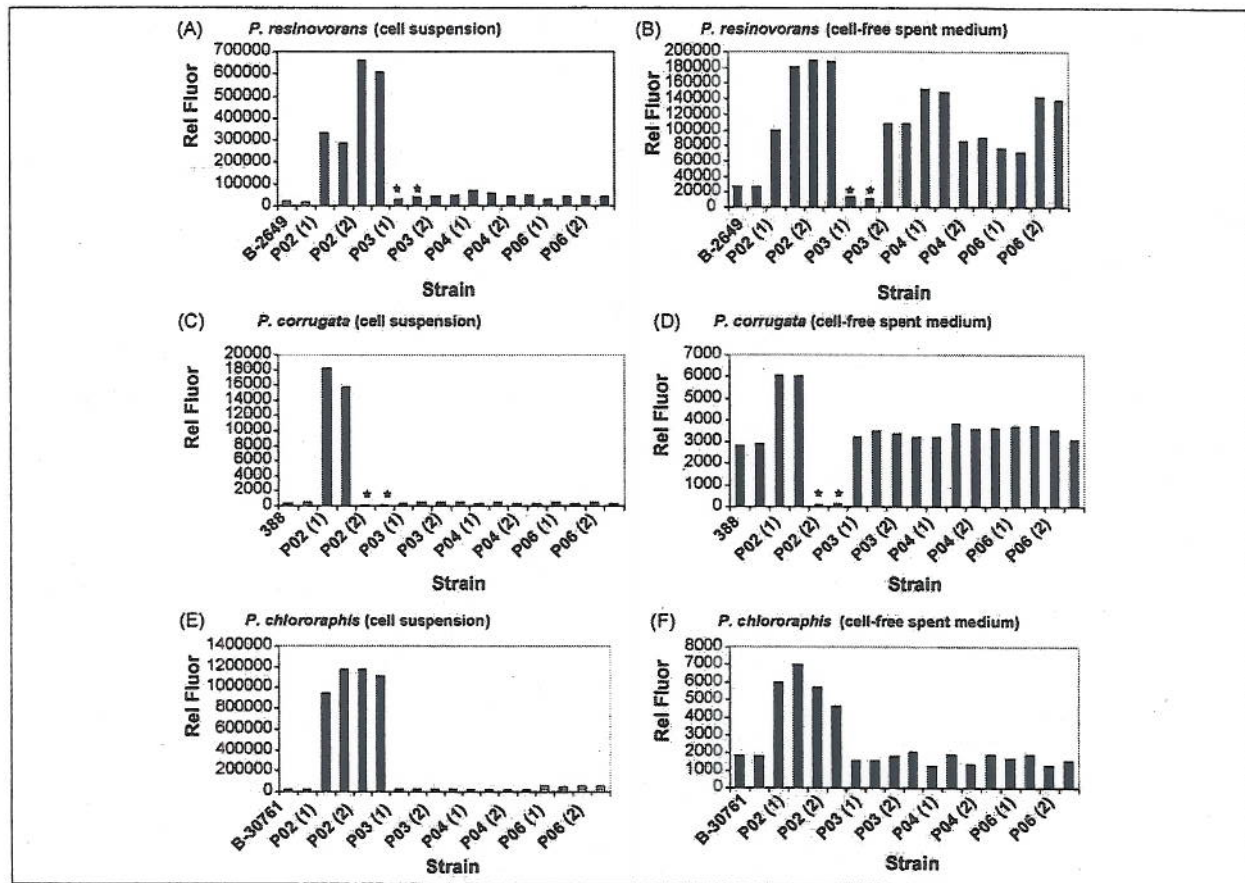 (A) P. resinovorans (cell suspension)
700000
600000
500000
400000
300000
200000
100000
0
Rel Fluor
* *
B-2649
P02 (1)
P02 (2)
P03 (1)
P03 (2)
P04 (1)
P04 (2)
P06 (1)
P06 (2)
Strain
(B) P. resinovorans (cell-free spent medium)
200000
180000
160000
140000
120000
100000
80000
60000
40000
20000
0
Rel Fluor
* *
B-2649
P02 (1)
P02 (2)
P03 (1)
P03 (2)
P04 (1)
P04 (2)
P06 (1)
P06 (2)
Strain
(C) P. corrugata (cell suspension)
20000
18000
16000
14000
12000
10000
8000
6000
4000
2000
0
Rel Fluor
* *
388
P02 (1)
P02 (2)
P03 (1)
P03 (2)
P04 (1)
P04 (2)
P06 (1)
P06 (2)
Strain
(D) P. corrugata (cell-free spent medium)
7000
6000
5000
4000
3000
2000
1000
0
Rel Fluor
* *
388
P02 (1)
P02 (2)
P03 (1)
P03 (2)
P04 (1)
P04 (2)
P06 (1)
P06 (2)
Strain
(E) P. chlororaphis (cell suspension)
1400000
1200000
1000000
800000
600000
400000
200000
0
Rel Fluor
B-30761
P02 (1)
P02 (2)
P03 (1)
P03 (2)
P04 (1)
P04 (2)
P06 (1)
P06 (2)
Strain
(F) P. chlororaphis (cell-free spent medium)
8000
7000
6000
5000
4000
3000
2000
1000
0
Rel Fluor
B-30761
P02 (1)
P02 (2)
P03 (1)
P03 (2)
P04 (1)
P04 (2)
P06 (1)
P06 (2)
Strain